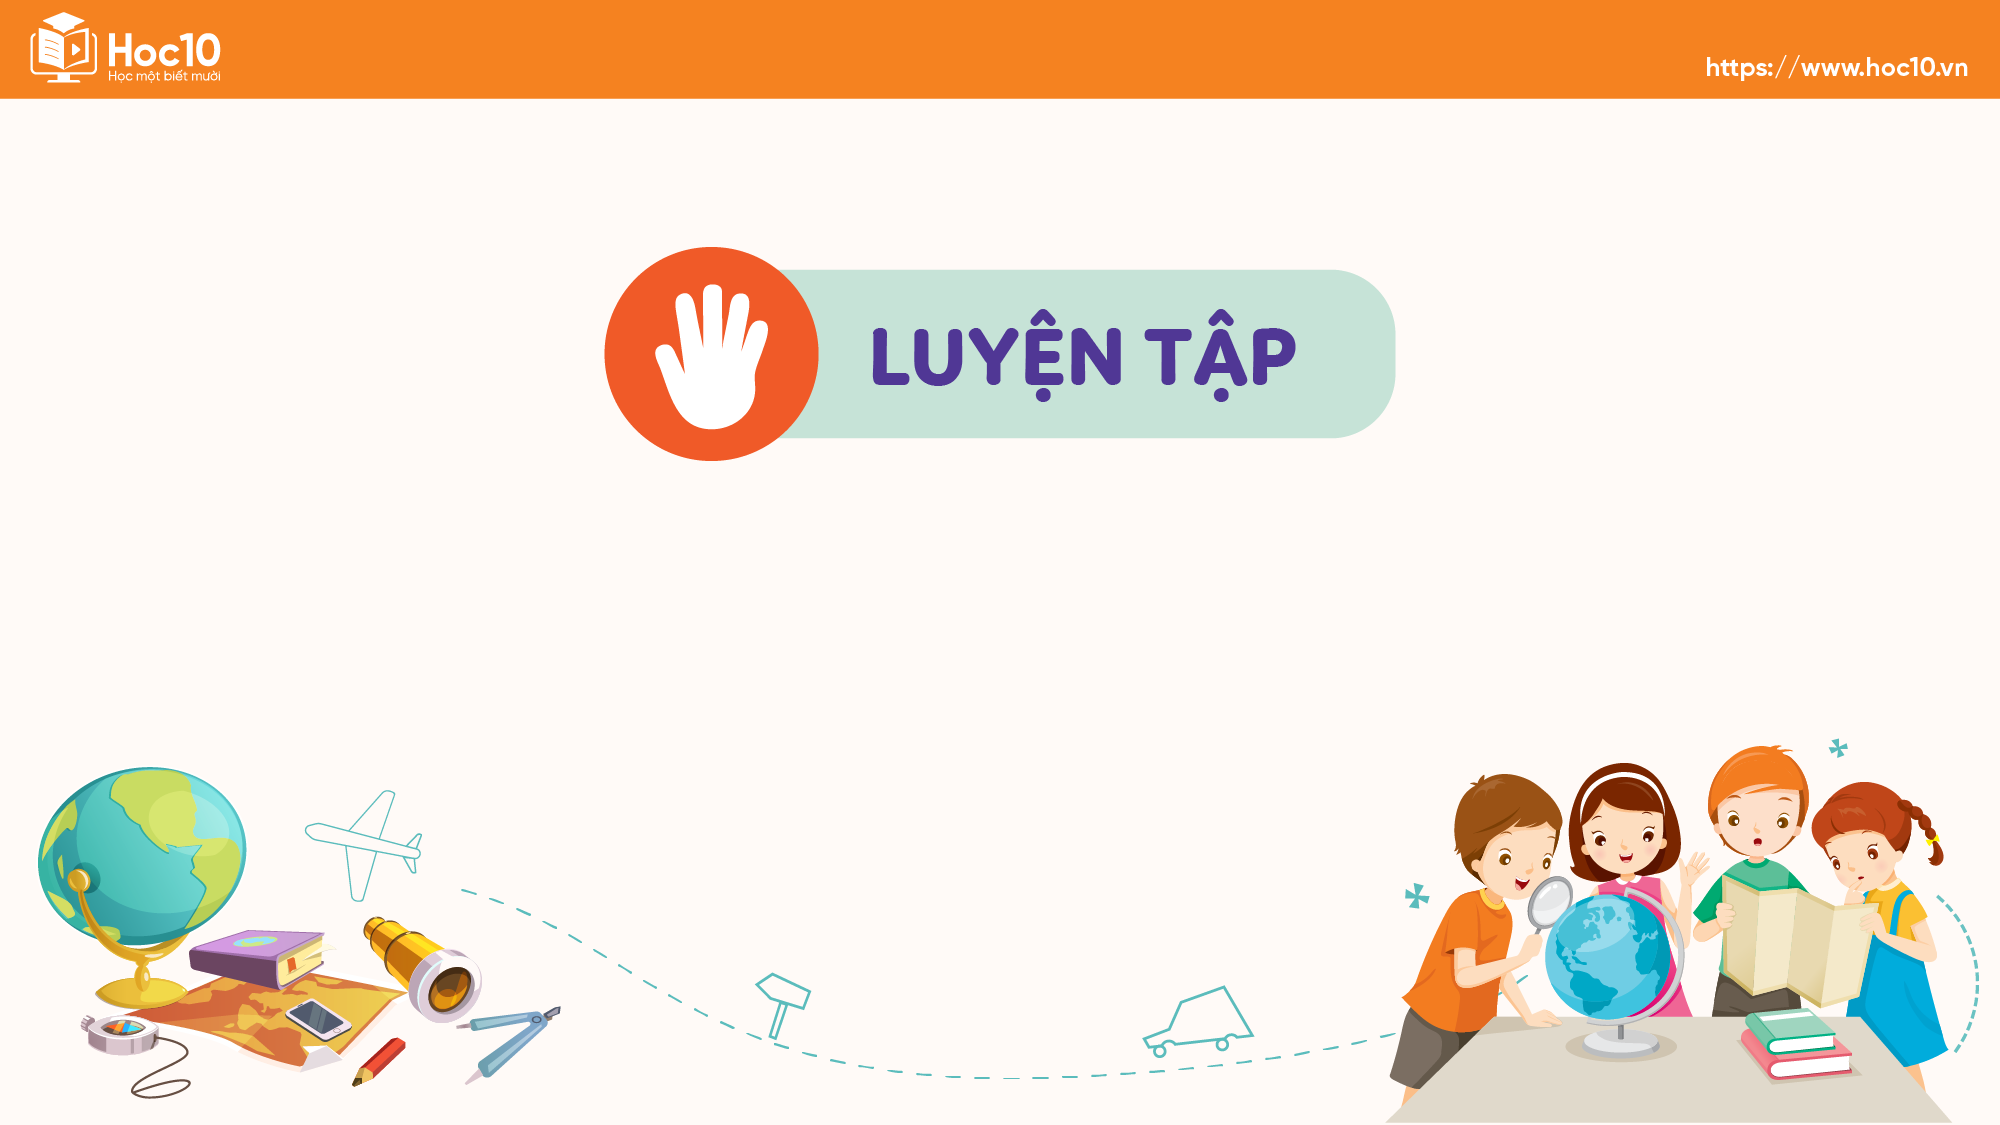 Hoc10
Học một biết mười
https://www.hoc10.vn
LUYỆN TẬP